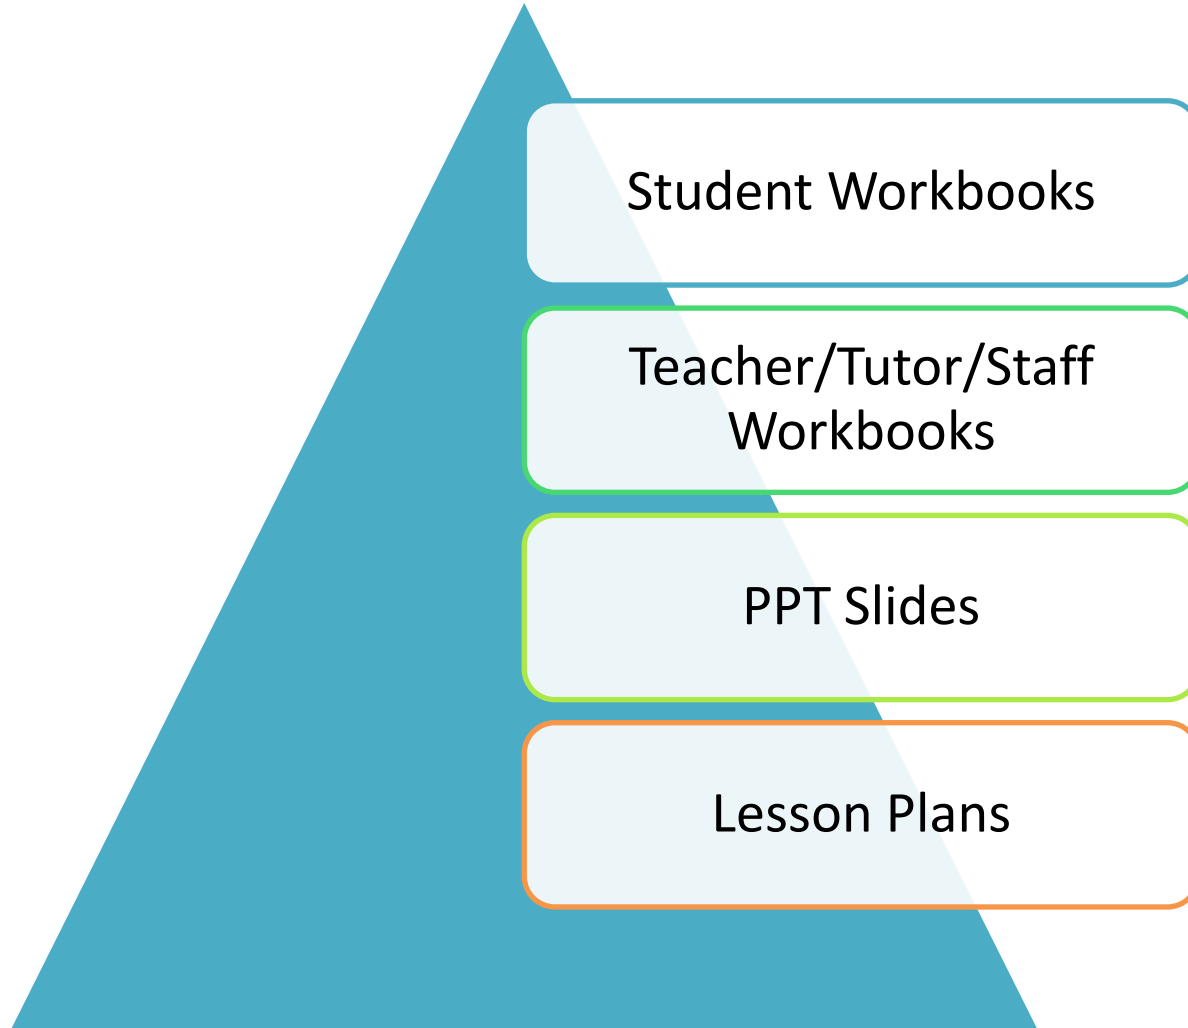 Student Workbooks
Teacher/Tutor/Staff
Workbooks
PPT Slides
Lesson Plans